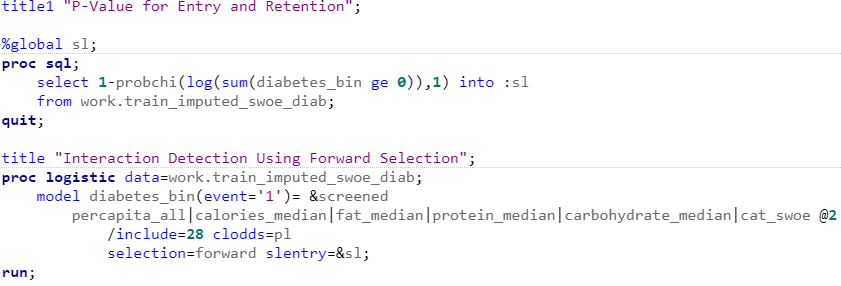 title1 "P-Value for Entry and Retention";
%global sl;
proc sql;
    select 1-probchi(log(sum(diabetes_bin ge 0)),1) into :sl
    from work.train_imputed_swoe_diab;
quit;
title "Interaction Detection Using Forward Selection";
proc logistic data=work.train_imputed_swoe_diab;
    model diabetes_bin(event='1')= &screened
        percapita_all|calories_median|fat_median|protein_median|carbohydrate_median|cat_swoe @2
            /include=28 clodds=pl
            selection=forward slentry=&sl;
run;